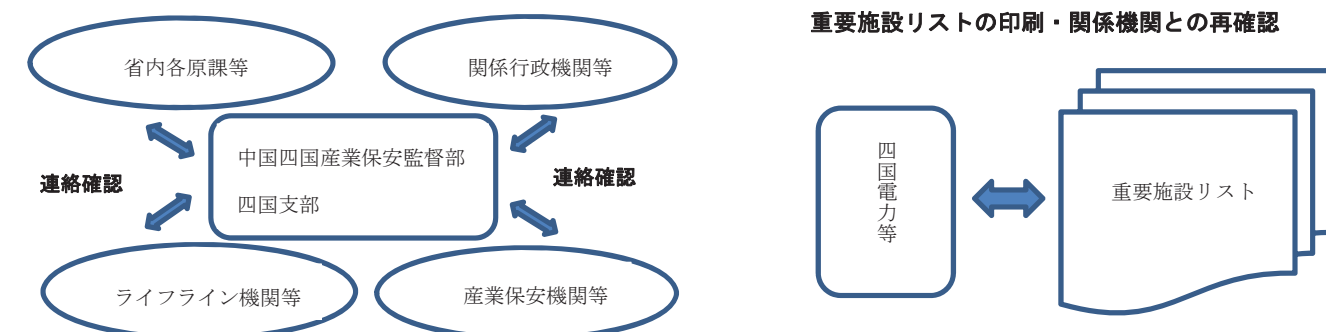 省内各原課等
関係行政機関等
中国四国産業保安監督部
四国支部
連絡確認
連絡確認
ライフライン機関等
産業保安機関等
重要施設リストの印刷・関係機関との再確認
四国電力等
重要施設リスト